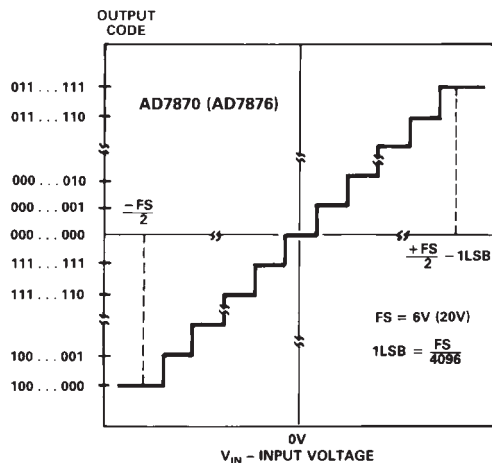 OUTPUT
CODE
AD7870 (AD7876)
011 . . . 111
011 . . . 110
000 . . . 010
000 . . . 001
000 . . . 000
111 . . . 111
111 . . . 110
100 . . . 001
100 . . . 000
−FS
2
+FS
2
− 1LSB
FS = 6V (20V)
1LSB = FS
4096
0V
VIN – INPUT VOLTAGE